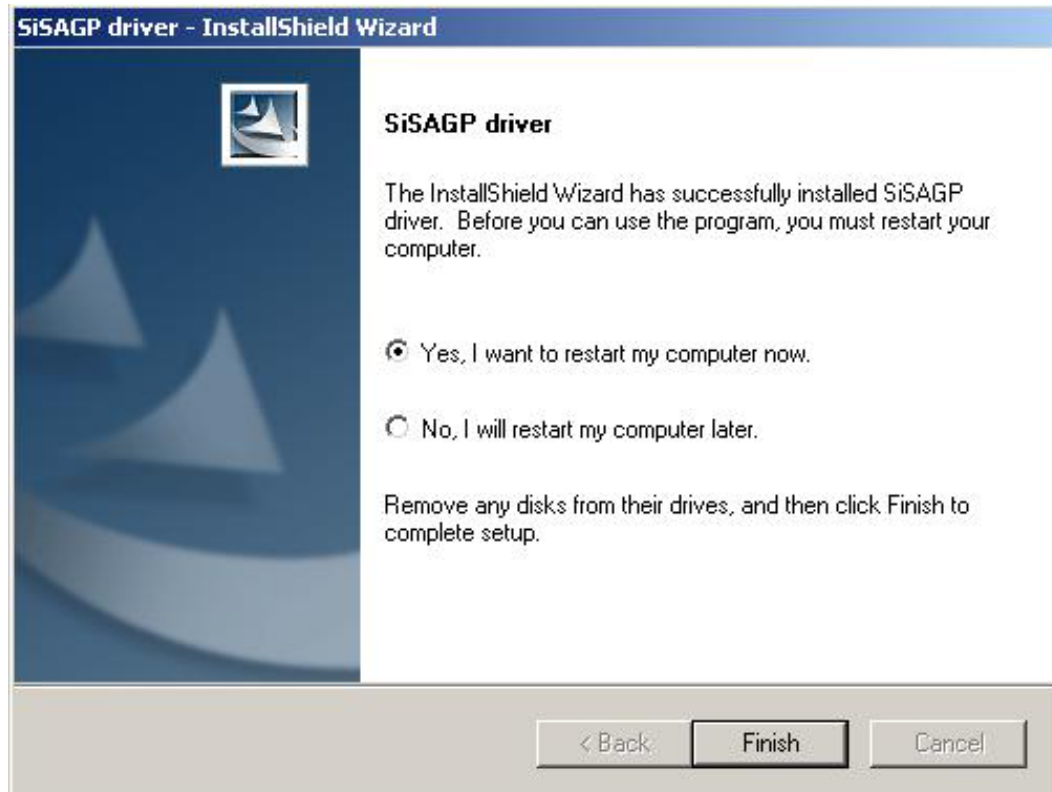 SiSAGP driver - InstallShield Wizard
SiSAGP driver
The InstallShield Wizard has successfully installed SiSAGP
driver.  Before you can use the program, you must restart your
computer.
Yes, I want to restart my computer now.
No, I will restart my computer later.
Remove any disks from their drives, and then click Finish to
complete setup.
< Back
Finish
Cancel